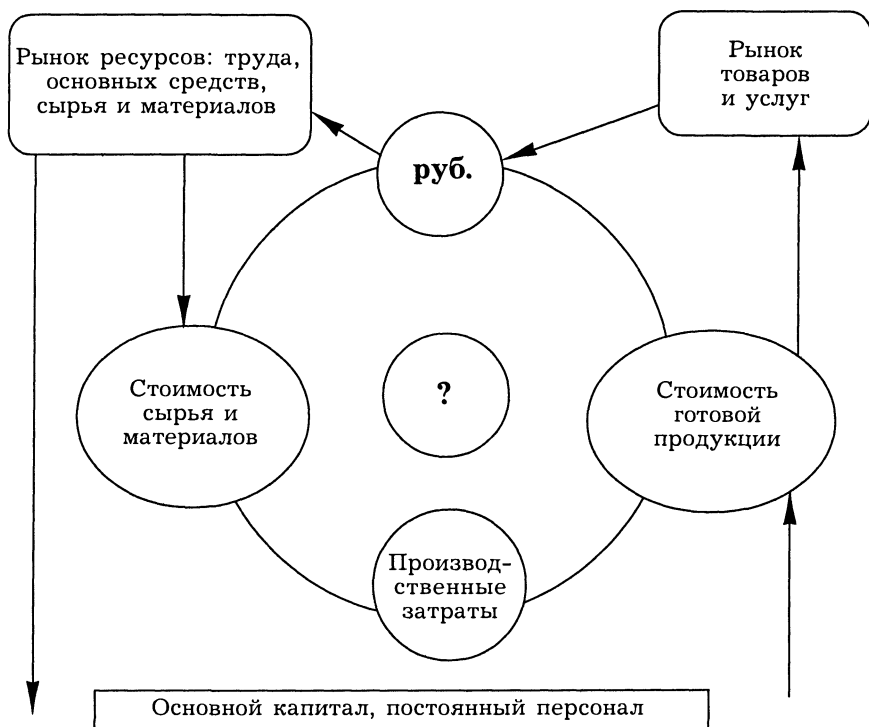 Рынок ресурсов: труда,
основных средств,
сырья и материалов
Рынок
товаров
и услуг
руб.
Стоимость
сырья и
материалов
?
Стоимость
готовой
продукции
Производ-
ственные
затраты
Основной капитал, постоянный персонал